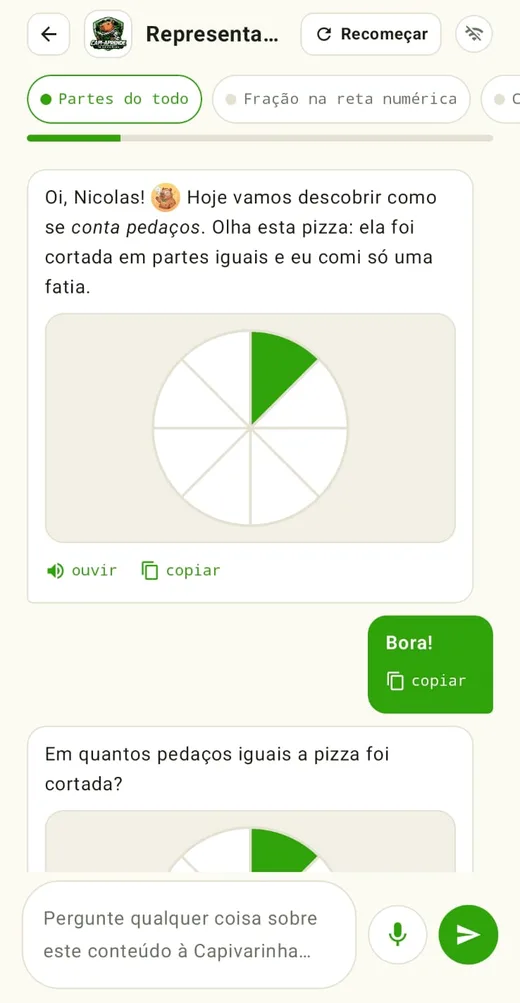 Representa...
Recomeçar
Partes do todo
Fração na reta numérica
Oi, Nicolas! Hoje vamos descobrir como
se conta pedaços. Olha esta pizza: ela foi
cortada em partes iguais e eu comi só uma
fatia.
ouvir
copiar
Bora!
copiar
Em quantos pedaços iguais a pizza foi
cortada?
Pergunte qualquer coisa sobre
este conteúdo à Capivarinha...